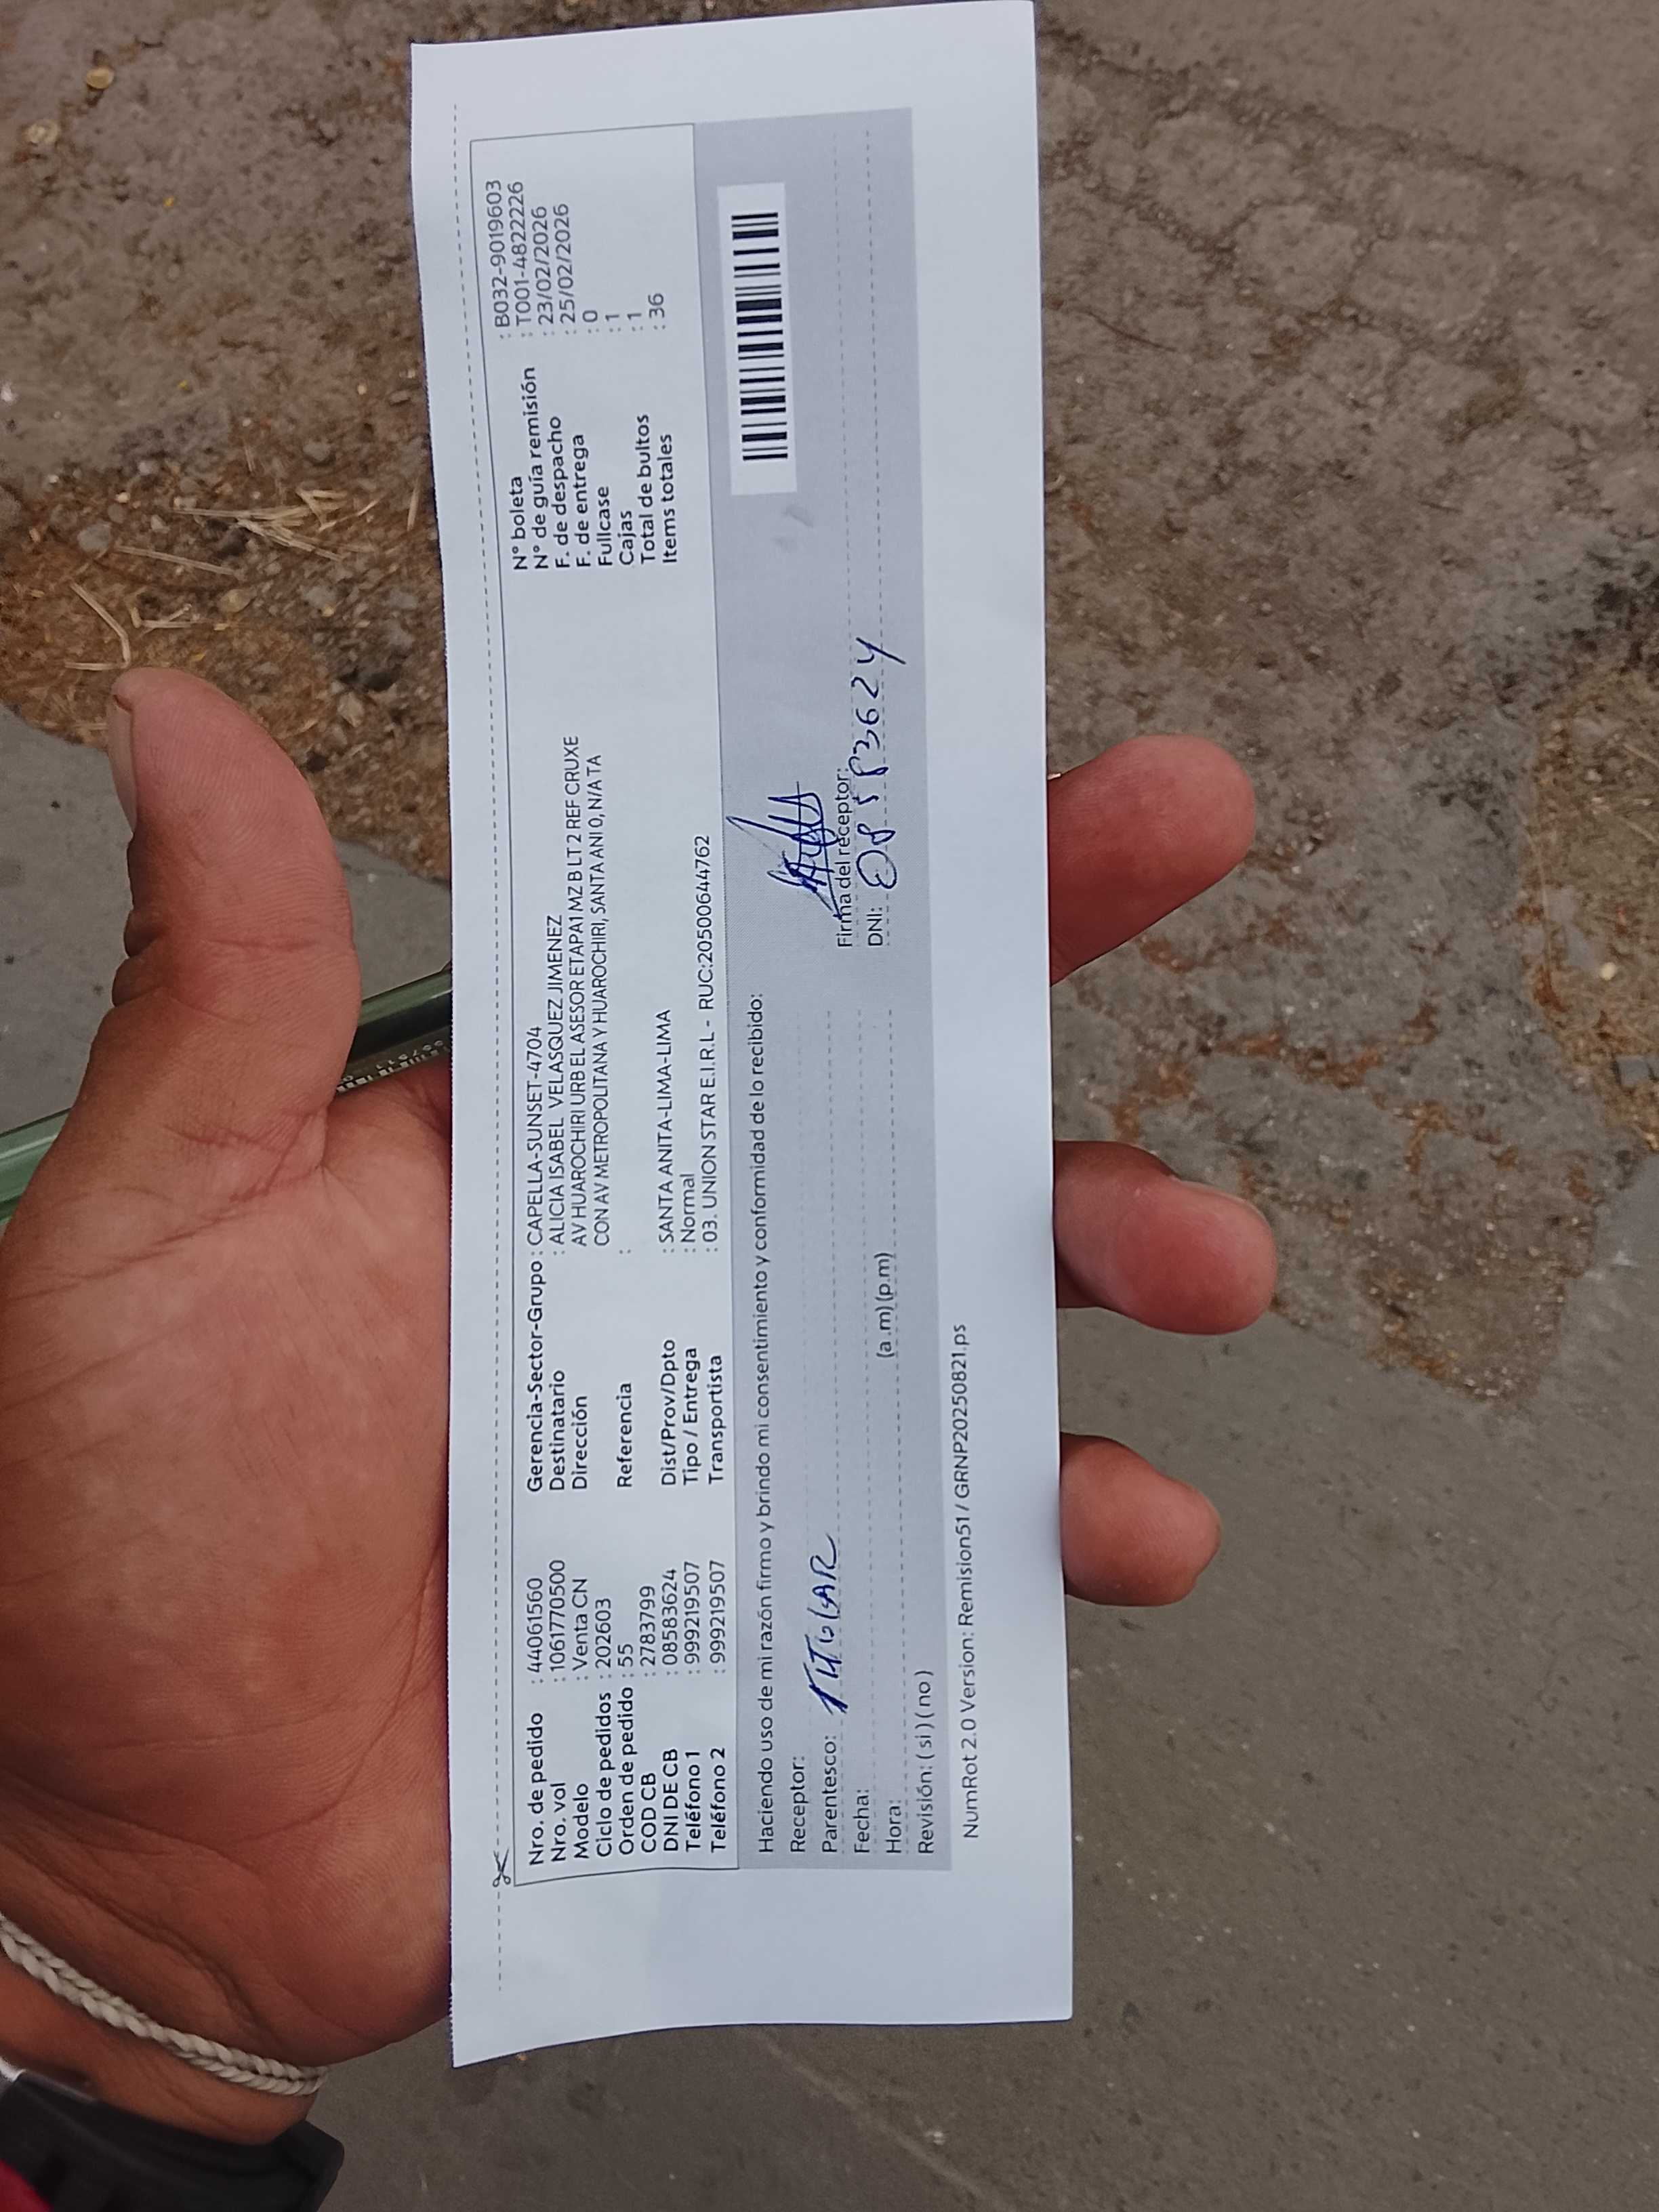 Nro. de pedido : 44061560
Nro. vol : 10617770500
Modelo : Venta CN
Ciclo de pedidos : 202603
Orden de pedido : 55
COD CB : 2783799
DNI DE CB : 08583624
Teléfono 1 : 999219507
Teléfono 2 : 999219507
Gerencia-Sector-Grupo : CAPELLA-SUNSET-4704
Destinatario : ALICIA ISABEL VELASQUEZ JIMENEZ
Dirección AV HUAROCHIRI URB EL ASESOR ETAPA1 MZ B LT 2 REF CRUXE
CON AV METROPOLITANA Y HUAROCHIRI, SANTA ANI 0, N/A TA
Referencia :
Dist/Prov/Dpto : SANTA ANITA-LIMA-LIMA
Tipo / Entrega : Normal
Transportista : 03. UNION STAR E.I.R.L - RUC:20500644762
N° boleta : B032-9019603
N° de guía remisión : T001-4822226
F. de despacho : 23/02/2026
F. de entrega : 25/02/2026
Fullcase : 0
Cajas : 1
Total de bultos : 1
Items totales : 36
Haciendo uso de mi razón firmo y brindo mi consentimiento y conformidad de lo recibido:
Receptor:
Parentesco: TITULAR
Fecha:
Hora: (a .m) (p.m)
Revisión: ( si ) ( no )
Firma del receptor:
DNI: 08583624
NumRot 2.0 Version: Remision51 / GRNP20250821.ps